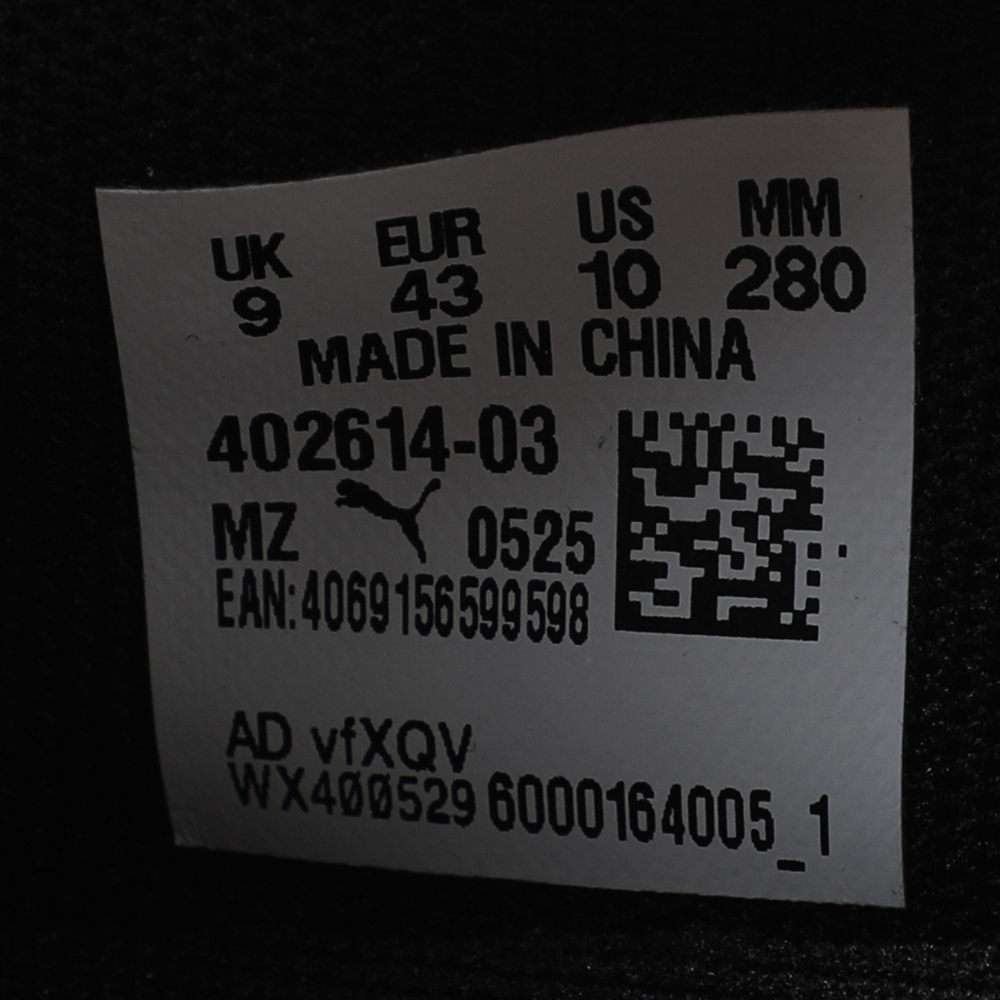 UK EUR US MM
9 43 10 280
MADE IN CHINA
402614-03
MZ 0525
EAN:4069156599598
AD vfXQV
WX4ØØ529 6000164005_1